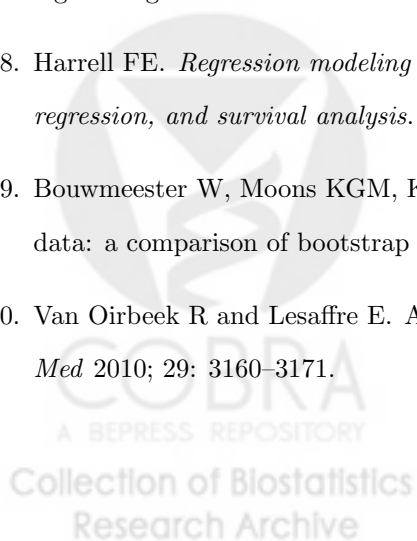 8. Harrell FE. Regression modeling
regression, and survival analysis.
9. Bouwmeester W, Moons KGM, K
data: a comparison of bootstrap
0. Van Oirbeek R and Lesaffre E. A
Med 2010; 29: 3160–3171.
COBRA
A BEPRESS REPOSITORY
Collection of Biostatistics
Research Archive